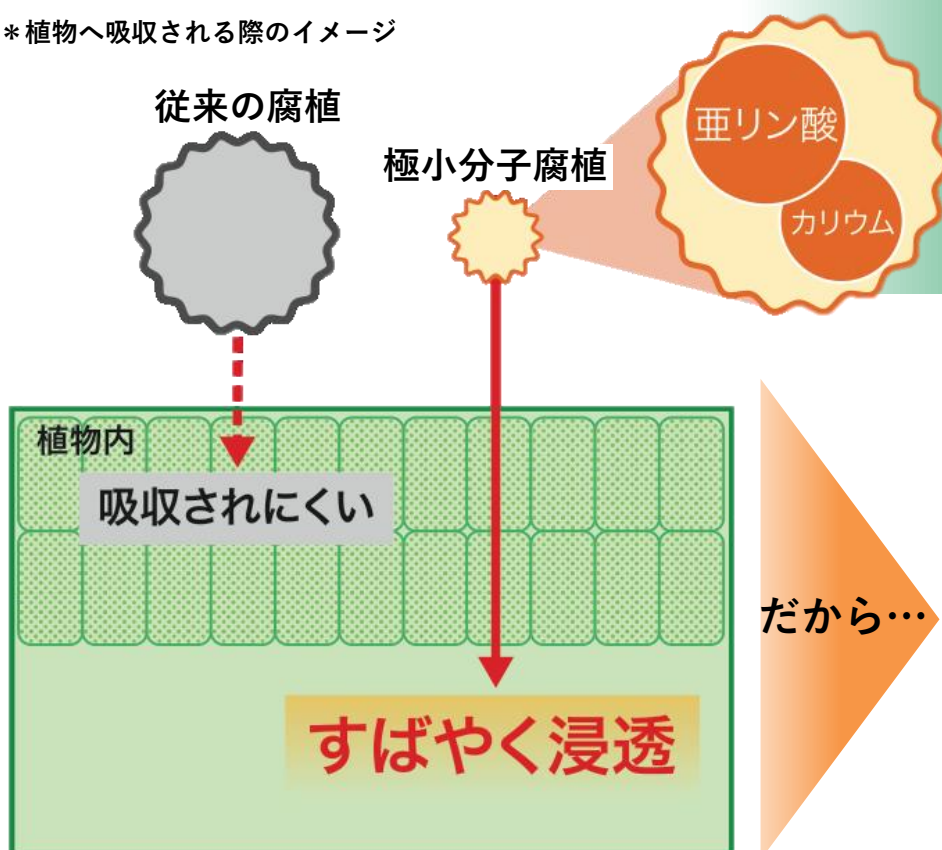 ＊植物へ吸収される際のイメージ
従来の腐植
極小分子腐植
亜リン酸
カリウム
植物内
吸収されにくい
だから…
すばやく浸透